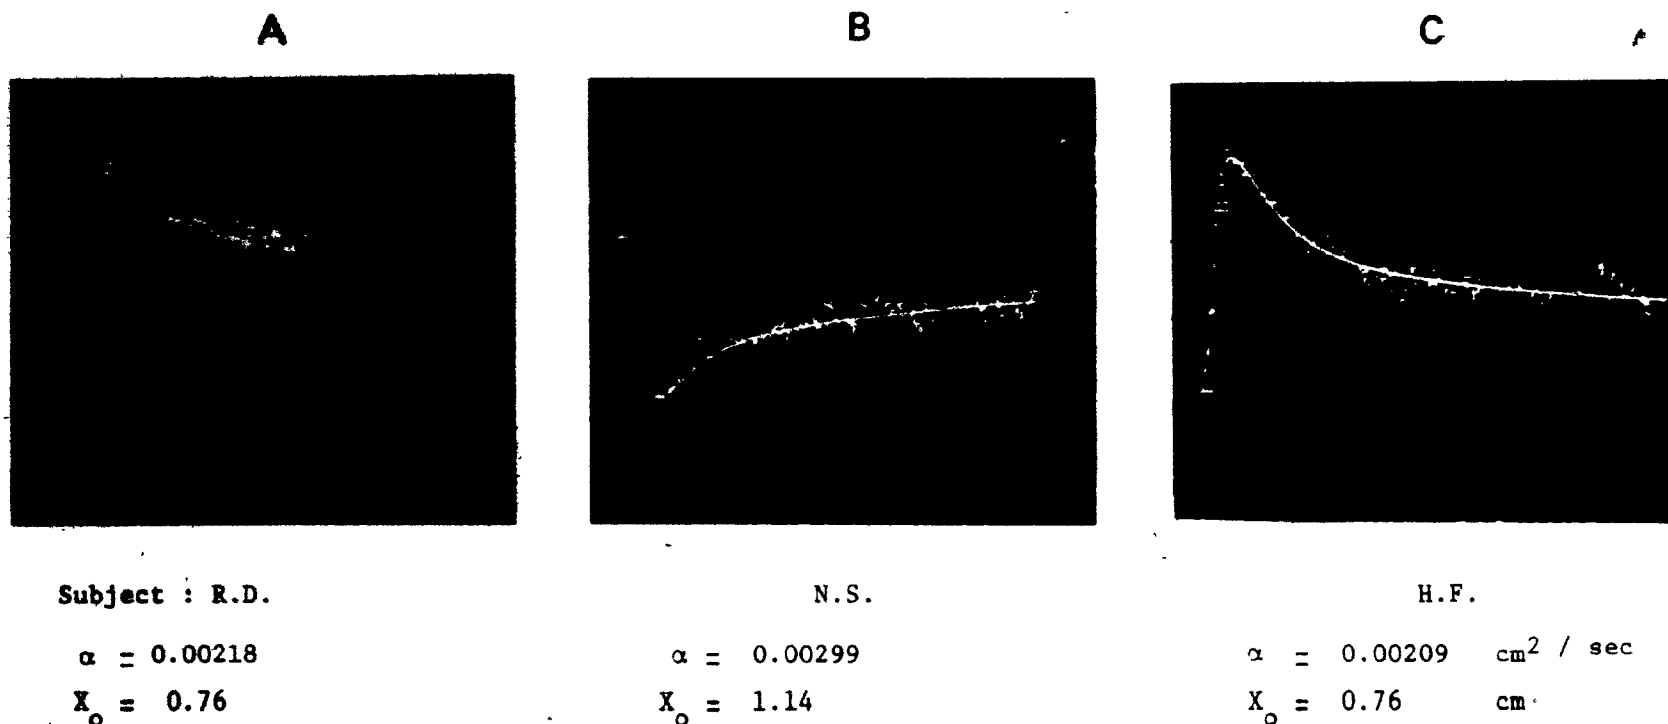 A B C
Subject : R.D. N.S. H.F.
α = 0.00218 α = 0.00299 α = 0.00209 cm² / sec
X₀ = 0.76 X₀ = 1.14 X₀ = 0.76 cm